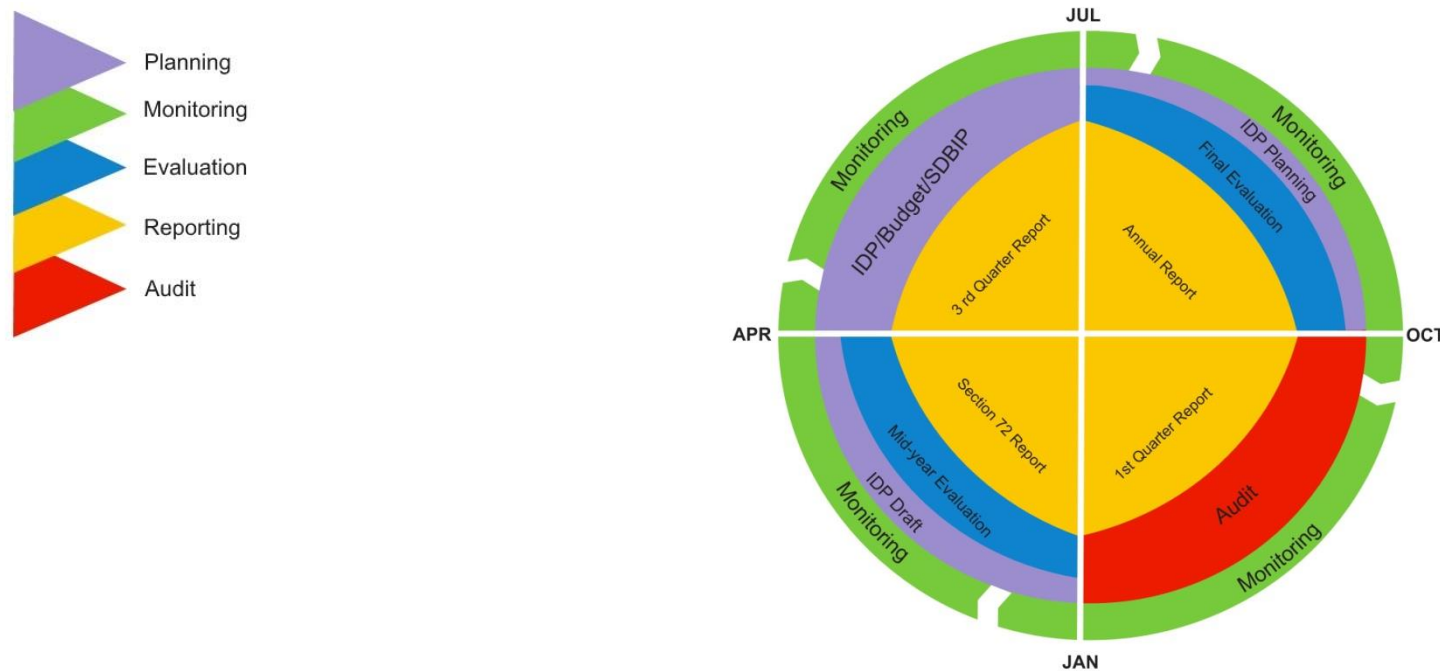 Planning
Monitoring
Evaluation
Reporting
Audit
JUL
Monitoring
IDP/Budget/SDBIP
3 rd Quarter Report
Monitoring
IDP Planning
Final Evaluation
Annual Report
APR
OCT
Section 72 Report
Mid-year Evaluation
IDP Draft
Monitoring
1st Quarter Report
Audit
Monitoring
JAN